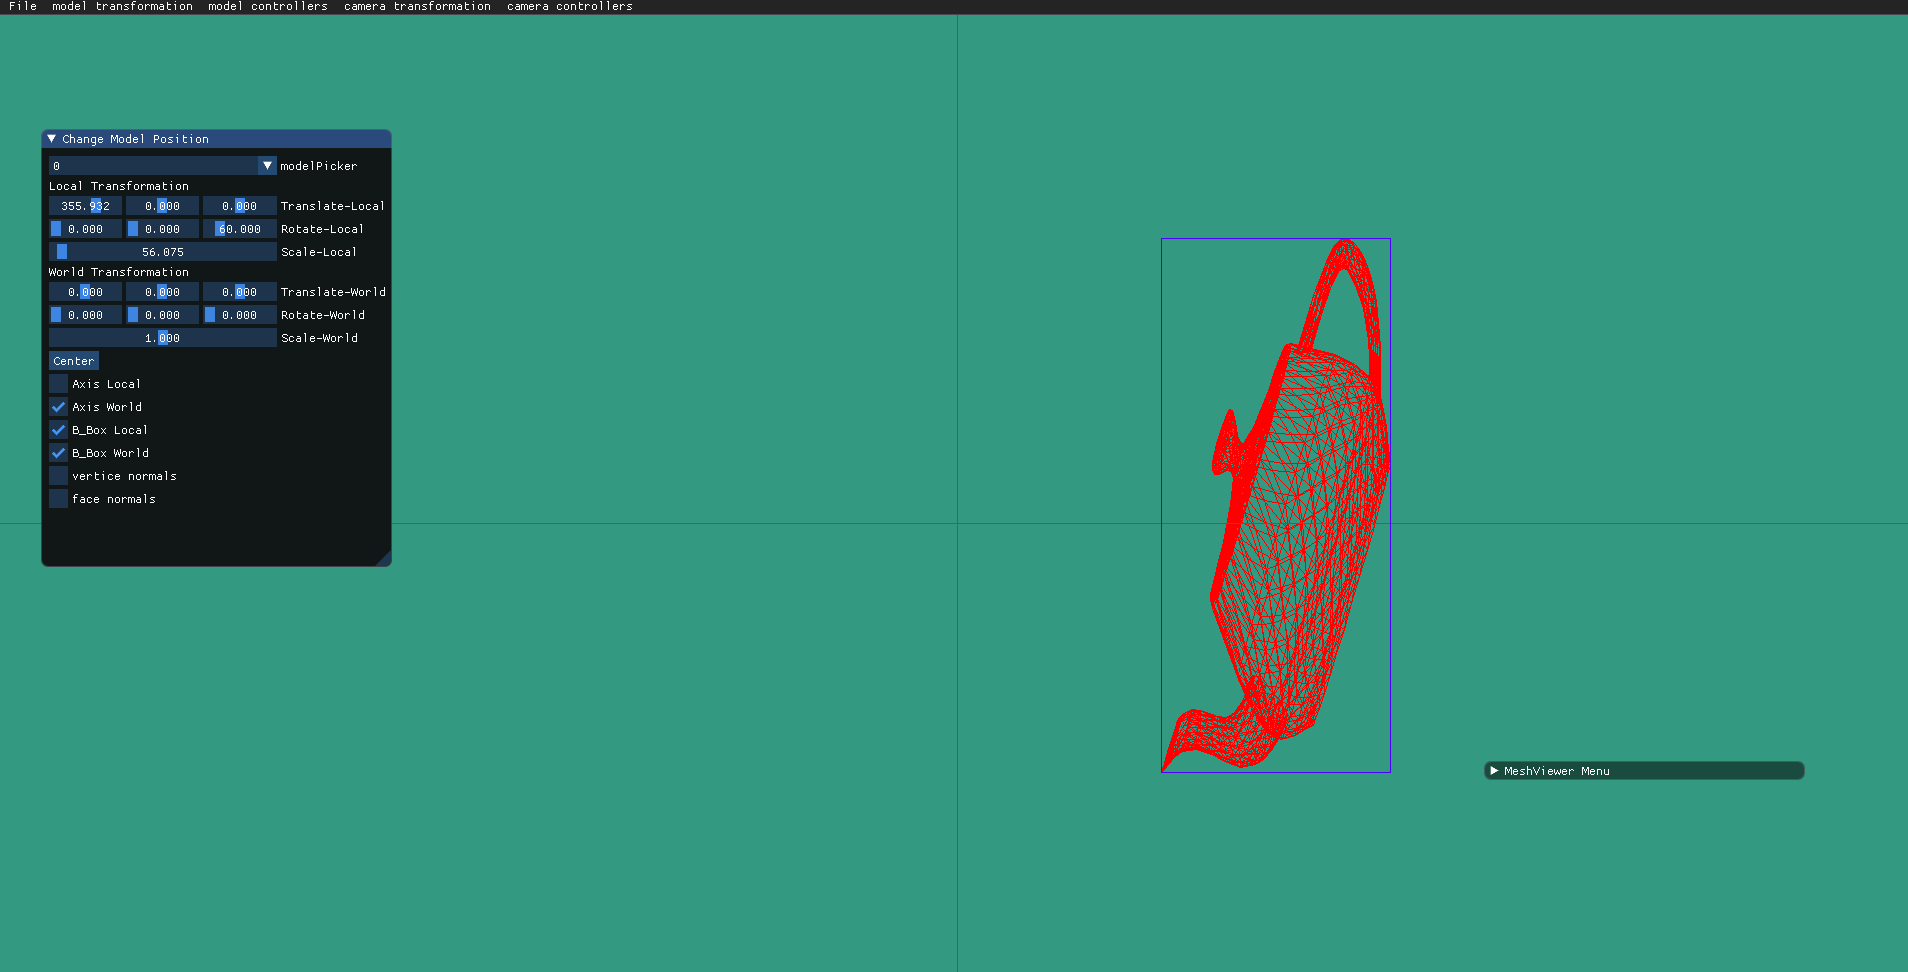 File model transformation model controllers camera transformation camera controllers
Change Model Position
0 modelPicker
Local Transformation
355.932 0.000 0.000 Translate-Local
0.000 0.000 60.000 Rotate-Local
56.075 Scale-Local
World Transformation
0.000 0.000 0.000 Translate-World
0.000 0.000 0.000 Rotate-World
1.000 Scale-World
Center
Axis Local
Axis World
B_Box Local
B_Box World
vertice normals
face normals
MeshViewer Menu